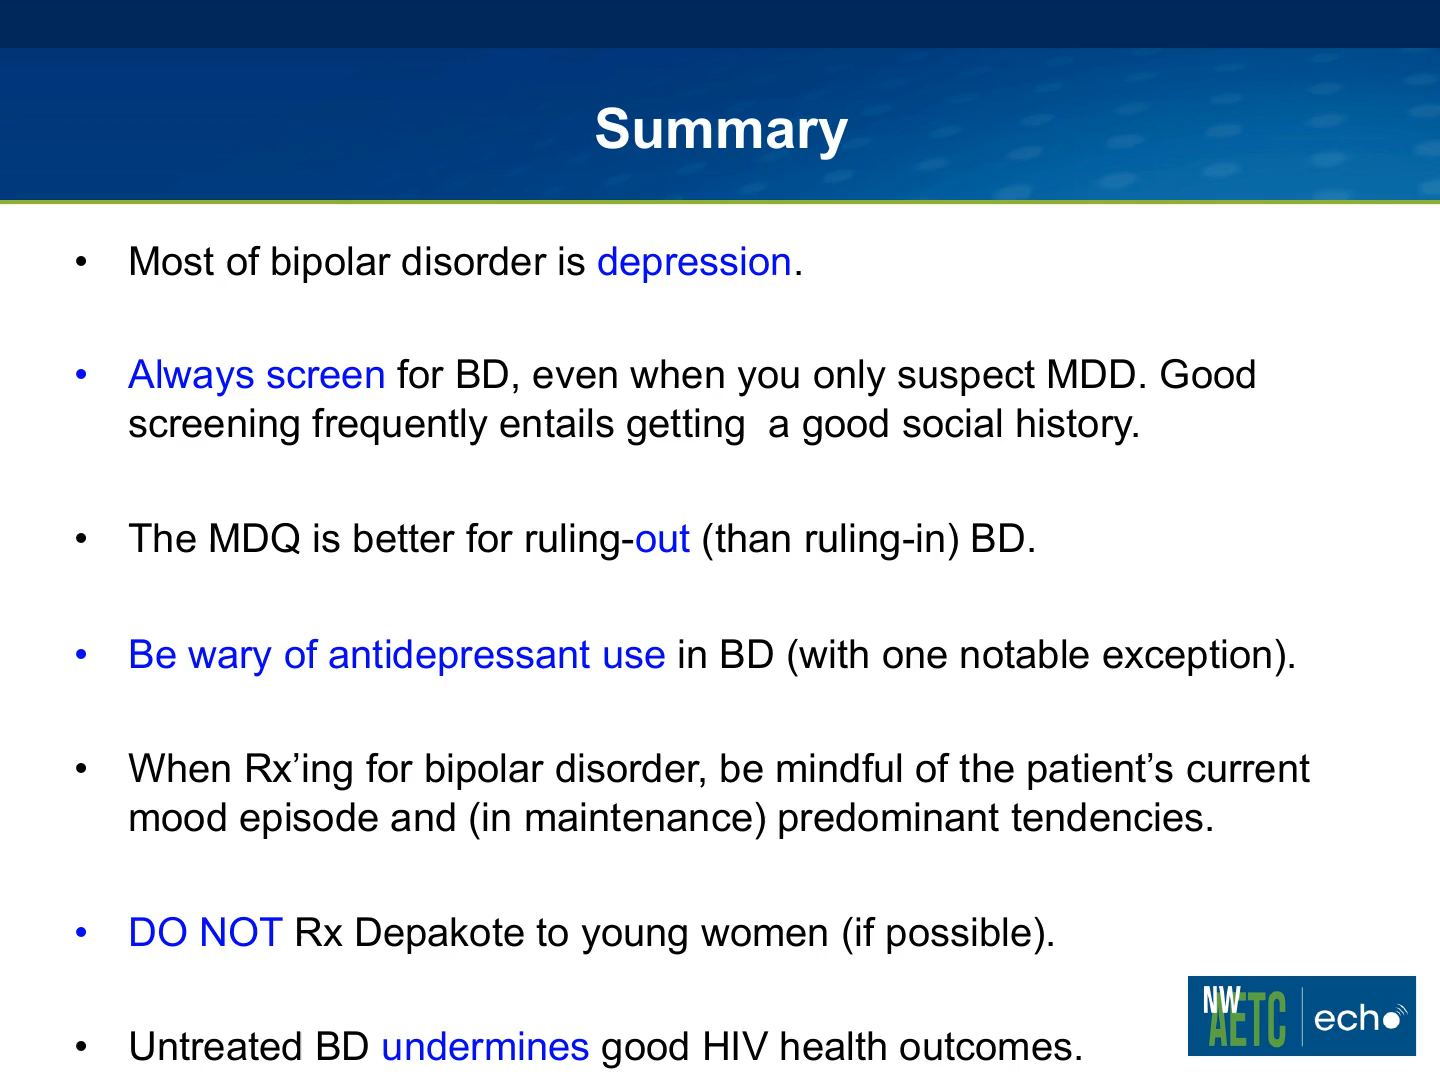 Summary
• Most of bipolar disorder is depression.
• Always screen for BD, even when you only suspect MDD. Good
screening frequently entails getting  a good social history.
• The MDQ is better for ruling-out (than ruling-in) BD.
• Be wary of antidepressant use in BD (with one notable exception).
• When Rx’ing for bipolar disorder, be mindful of the patient’s current
mood episode and (in maintenance) predominant tendencies.
• DO NOT Rx Depakote to young women (if possible).
• Untreated BD undermines good HIV health outcomes.
NW
AETC
echo